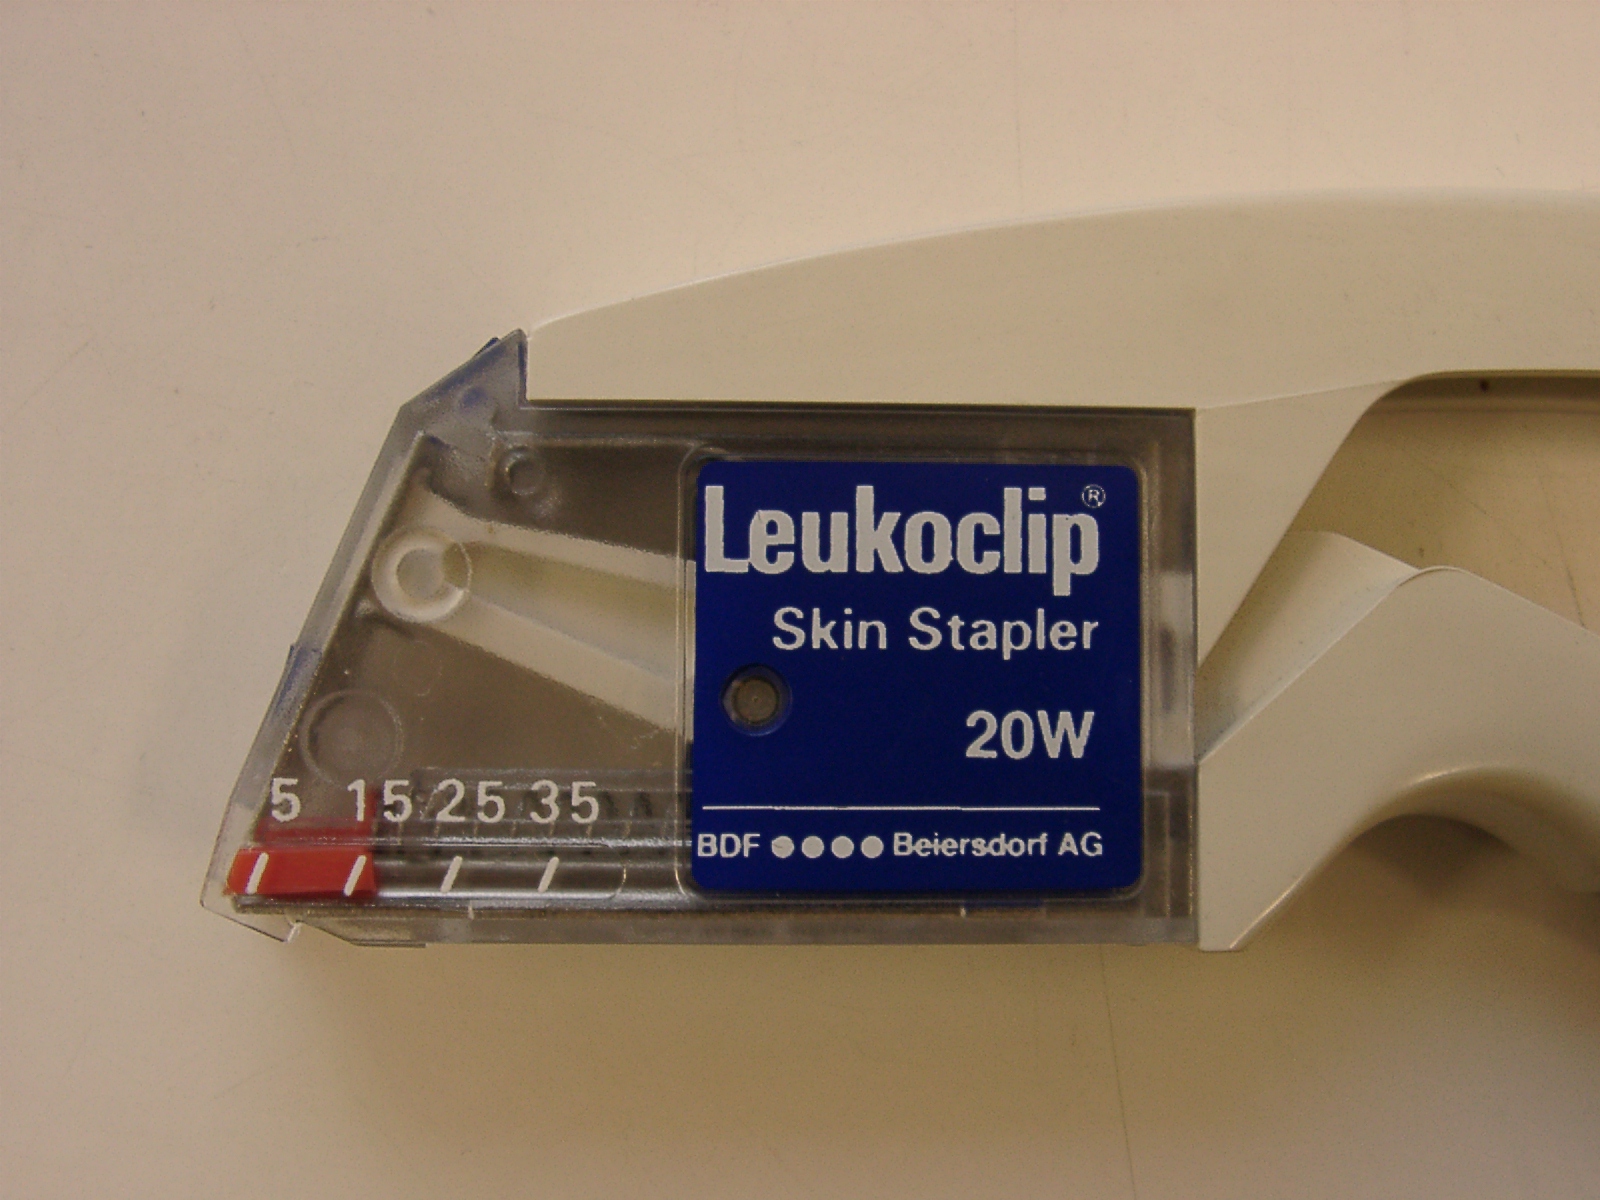 Leukoclip®
Skin Stapler
20W
5 15 25 35
BDF ●●●● Beiersdorf AG